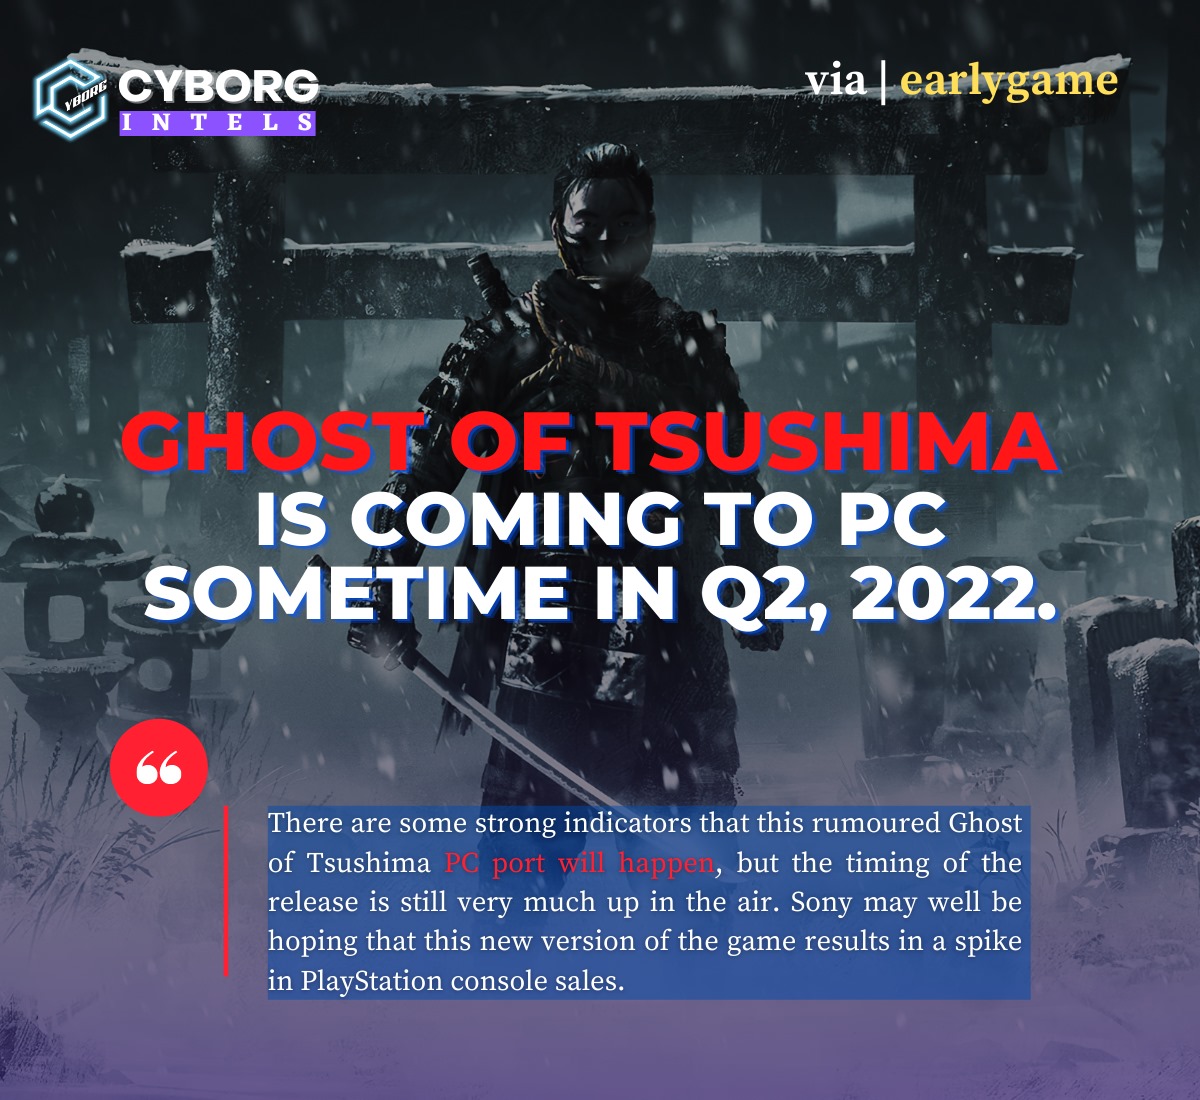 YBORG
CYBORG
INTELS
via | earlygame
GHOST OF TSUSHIMA
IS COMING TO PC
SOMETIME IN Q2, 2022.
“
There are some strong indicators that this rumoured Ghost
of Tsushima PC port will happen, but the timing of the
release is still very much up in the air. Sony may well be
hoping that this new version of the game results in a spike
in PlayStation console sales.